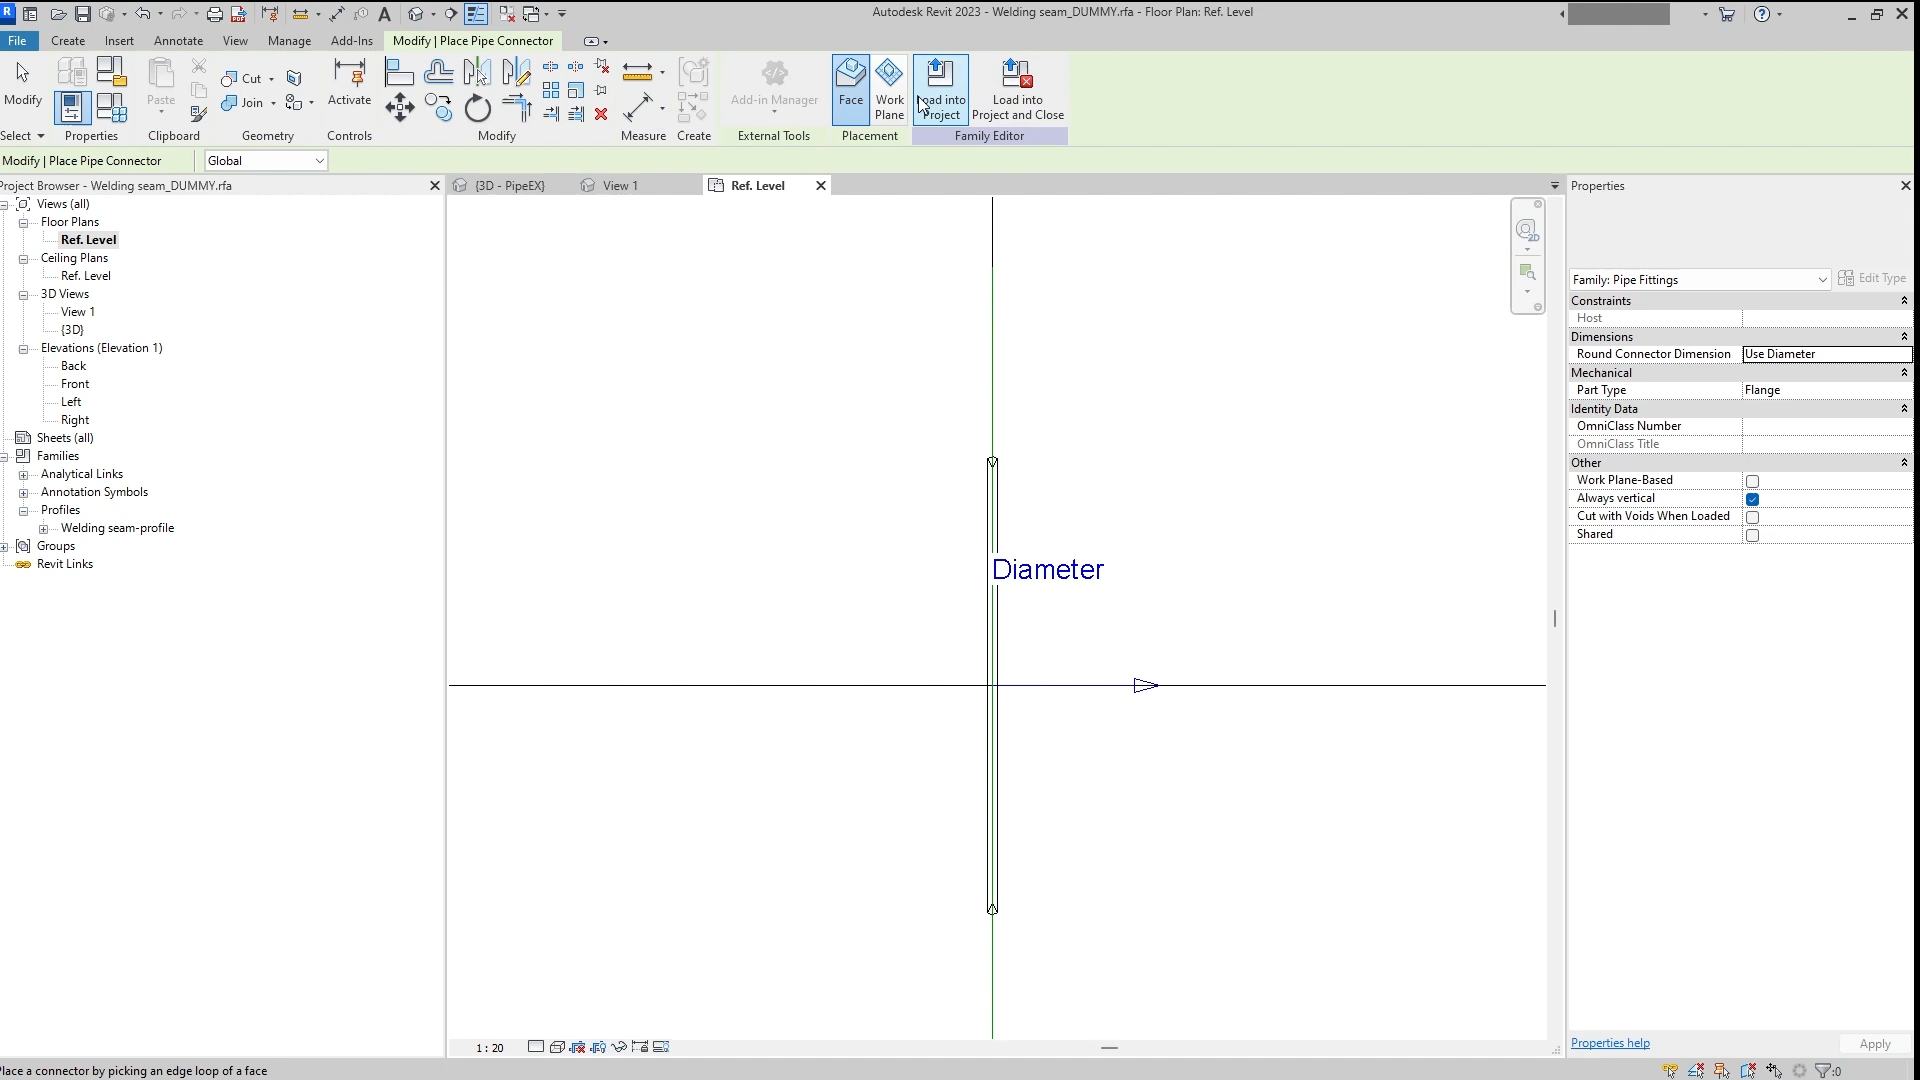 Autodesk Revit 2023 - Welding seam_DUMMY.rfa - Floor Plan: Ref. Level
File Create Insert Annotate View Manage Add-Ins Modify | Place Pipe Connector
Modify
Paste
Cut
Join
Activate
Add-in Manager
Face
Work Plane
Load into Project and Close
Select Properties Clipboard Geometry Controls Modify Measure Create External Tools Placement Family Editor
Modify | Place Pipe Connector Global
Project Browser - Welding seam_DUMMY.rfa
{3D - PipeEX} View 1 Ref. Level
Properties
Views (all)
Floor Plans
Ref. Level
Ceiling Plans
Ref. Level
3D Views
View 1
{3D}
Elevations (Elevation 1)
Back
Front
Left
Right
Sheets (all)
Families
Analytical Links
Annotation Symbols
Profiles
Welding seam-profile
Groups
Revit Links
Diameter
2D
Family: Pipe Fittings Edit Type
Constraints
Host
Dimensions
Round Connector Dimension Use Diameter
Mechanical
Part Type Flange
Identity Data
OmniClass Number
OmniClass Title
Other
Work Plane-Based
Always vertical
Cut with Voids When Loaded
Shared
Properties help Apply
1 : 20
lace a connector by picking an edge loop of a face
:0